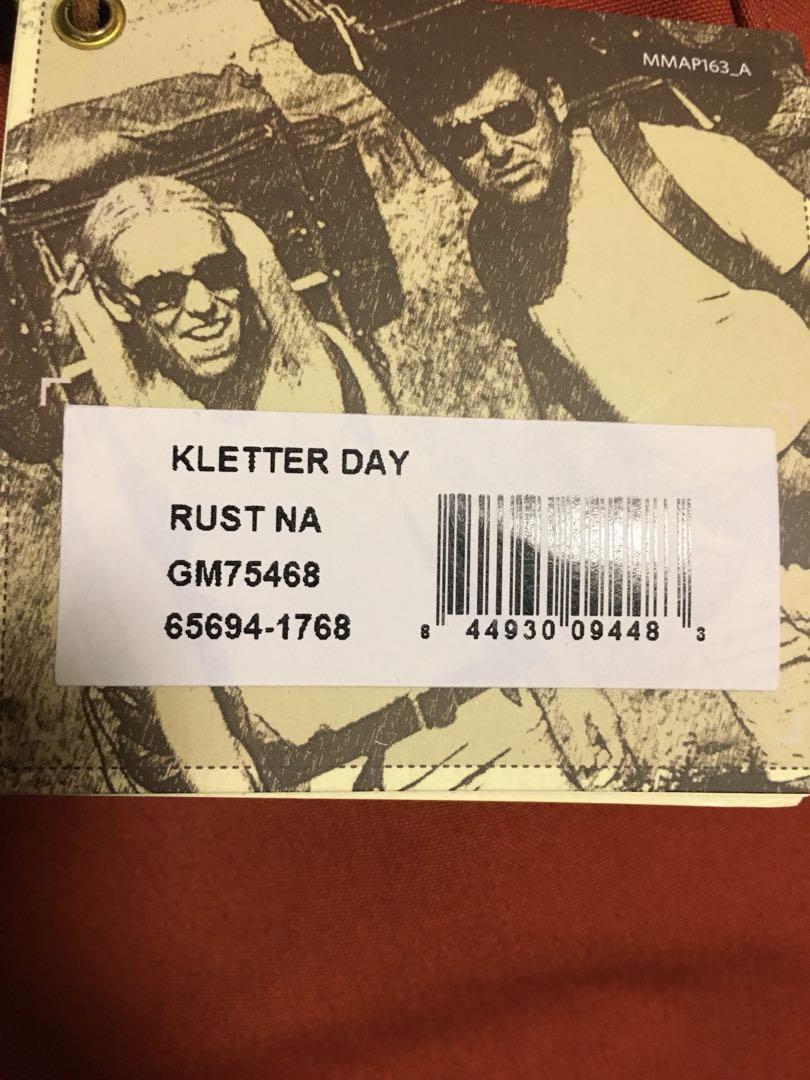 MMAP163_A
KLETTER DAY
RUST NA
GM75468
65694-1768
8 44930 09448 3